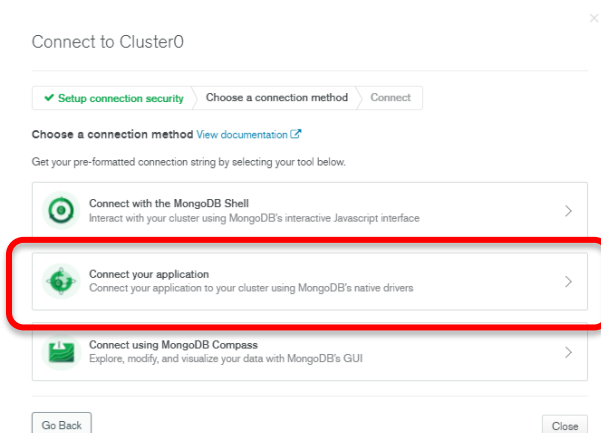 Connect to Cluster0
✔ Setup connection security Choose a connection method Connect
Choose a connection method View documentation
Get your pre-formatted connection string by selecting your tool below.
Connect with the MongoDB Shell
Interact with your cluster using MongoDB's interactive Javascript interface
Connect your application
Connect your application to your cluster using MongoDB's native drivers
Connect using MongoDB Compass
Explore, modify, and visualize your data with MongoDB's GUI
Go Back Close